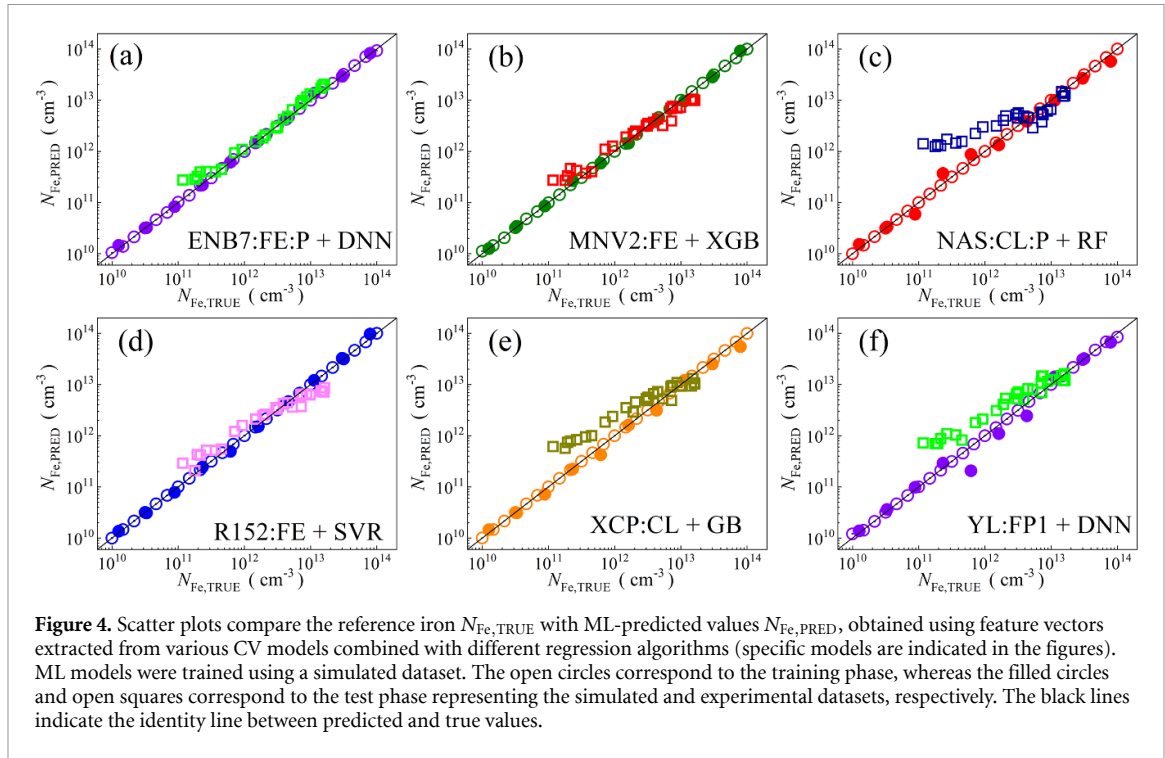 (a)
10^14
10^13
10^12
10^11
10^10
N_Fe,PRED (cm^-3)
ENB7:FE:P + DNN
10^10 10^11 10^12 10^13 10^14
N_Fe,TRUE (cm^-3)
(b)
10^14
10^13
10^12
10^11
10^10
N_Fe,PRED (cm^-3)
MNV2:FE + XGB
10^10 10^11 10^12 10^13 10^14
N_Fe,TRUE (cm^-3)
(c)
10^14
10^13
10^12
10^11
10^10
N_Fe,PRED (cm^-3)
NAS:CL:P + RF
10^10 10^11 10^12 10^13 10^14
N_Fe,TRUE (cm^-3)
(d)
10^14
10^13
10^12
10^11
10^10
N_Fe,PRED (cm^-3)
R152:FE + SVR
10^10 10^11 10^12 10^13 10^14
N_Fe,TRUE (cm^-3)
(e)
10^14
10^13
10^12
10^11
10^10
N_Fe,PRED (cm^-3)
XCP:CL + GB
10^10 10^11 10^12 10^13 10^14
N_Fe,TRUE (cm^-3)
(f)
10^14
10^13
10^12
10^11
10^10
N_Fe,PRED (cm^-3)
YL:FP1 + DNN
10^10 10^11 10^12 10^13 10^14
N_Fe,TRUE (cm^-3)
Figure 4. Scatter plots compare the reference iron N_Fe,TRUE with ML-predicted values N_Fe,PRED, obtained using feature vectors
extracted from various CV models combined with different regression algorithms (specific models are indicated in the figures).
ML models were trained using a simulated dataset. The open circles correspond to the training phase, whereas the filled circles
and open squares correspond to the test phase representing the simulated and experimental datasets, respectively. The black lines
indicate the identity line between predicted and true values.